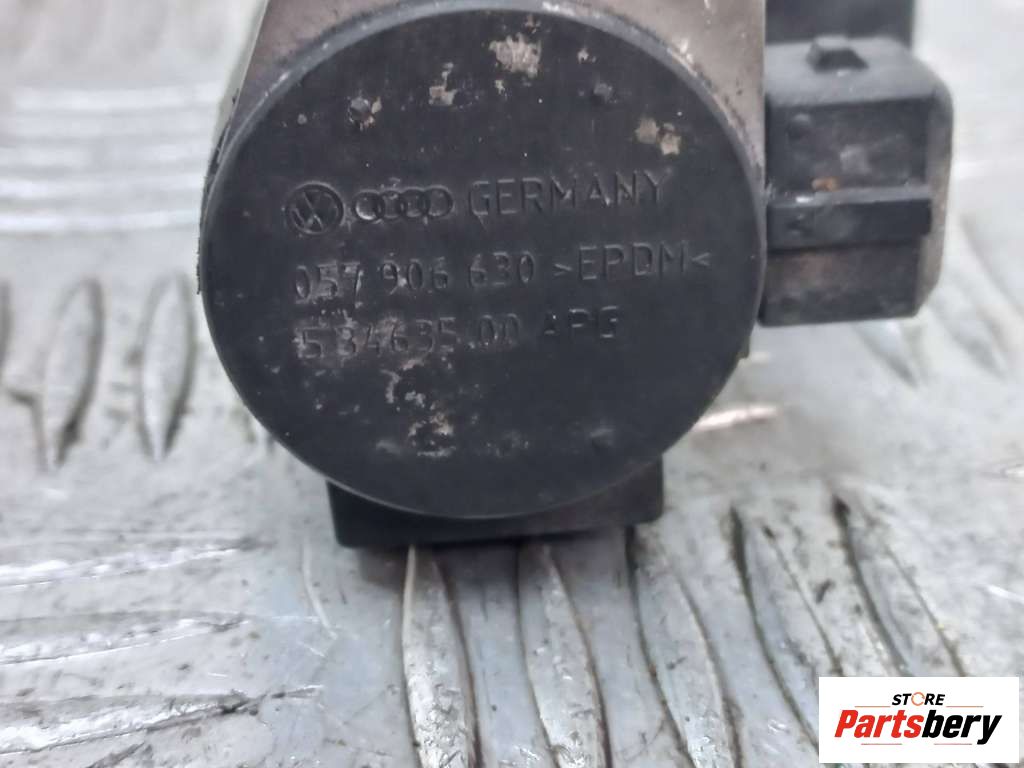 GERMANY
057 906 630 >EPDM<
5 34635 00 APG
STORE
Partsbery